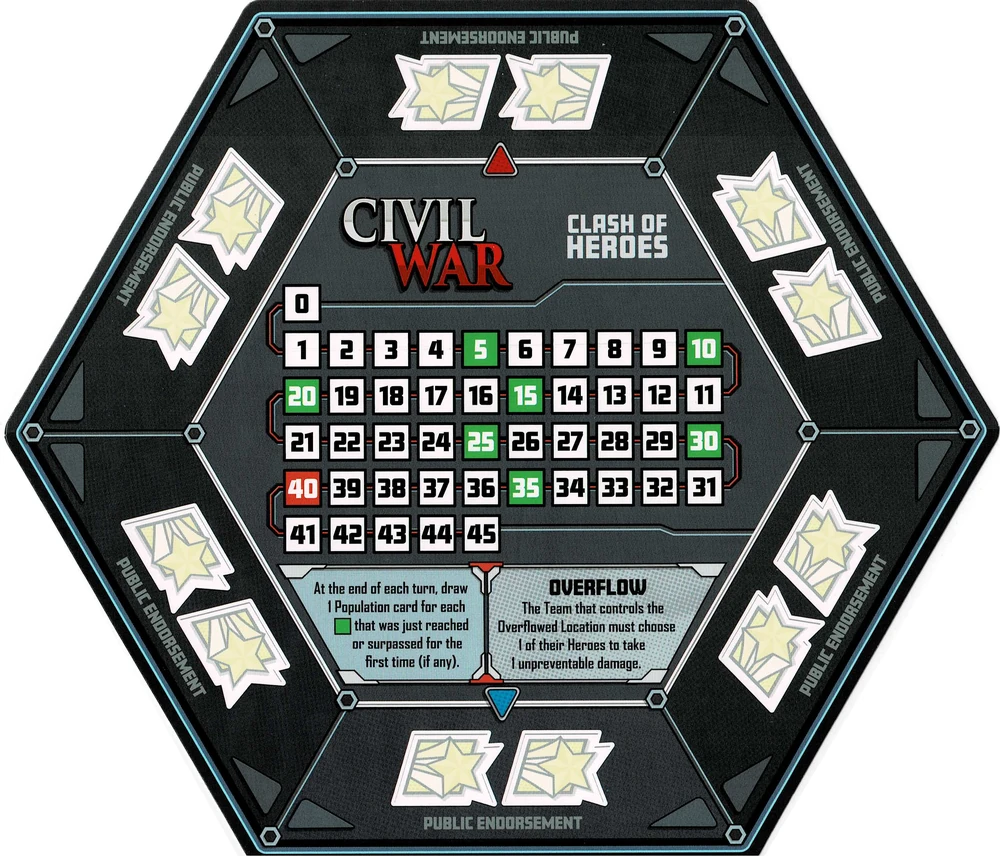 PUBLIC ENDORSEMENT
PUBLIC ENDORSEMENT
PUBLIC ENDORSEMENT
CIVIL
WAR
CLASH OF
HEROES
0
1 2 3 4 5 6 7 8 9 10
20 19 18 17 16 15 14 13 12 11
21 22 23 24 25 26 27 28 29 30
40 39 38 37 36 35 34 33 32 31
41 42 43 44 45
At the end of each turn, draw
1 Population card for each
that was just reached
or surpassed for the
first time (if any).
OVERFLOW
The Team that controls the
Overflowed Location must choose
1 of their Heroes to take
1 unpreventable damage.
PUBLIC ENDORSEMENT
PUBLIC ENDORSEMENT
PUBLIC ENDORSEMENT